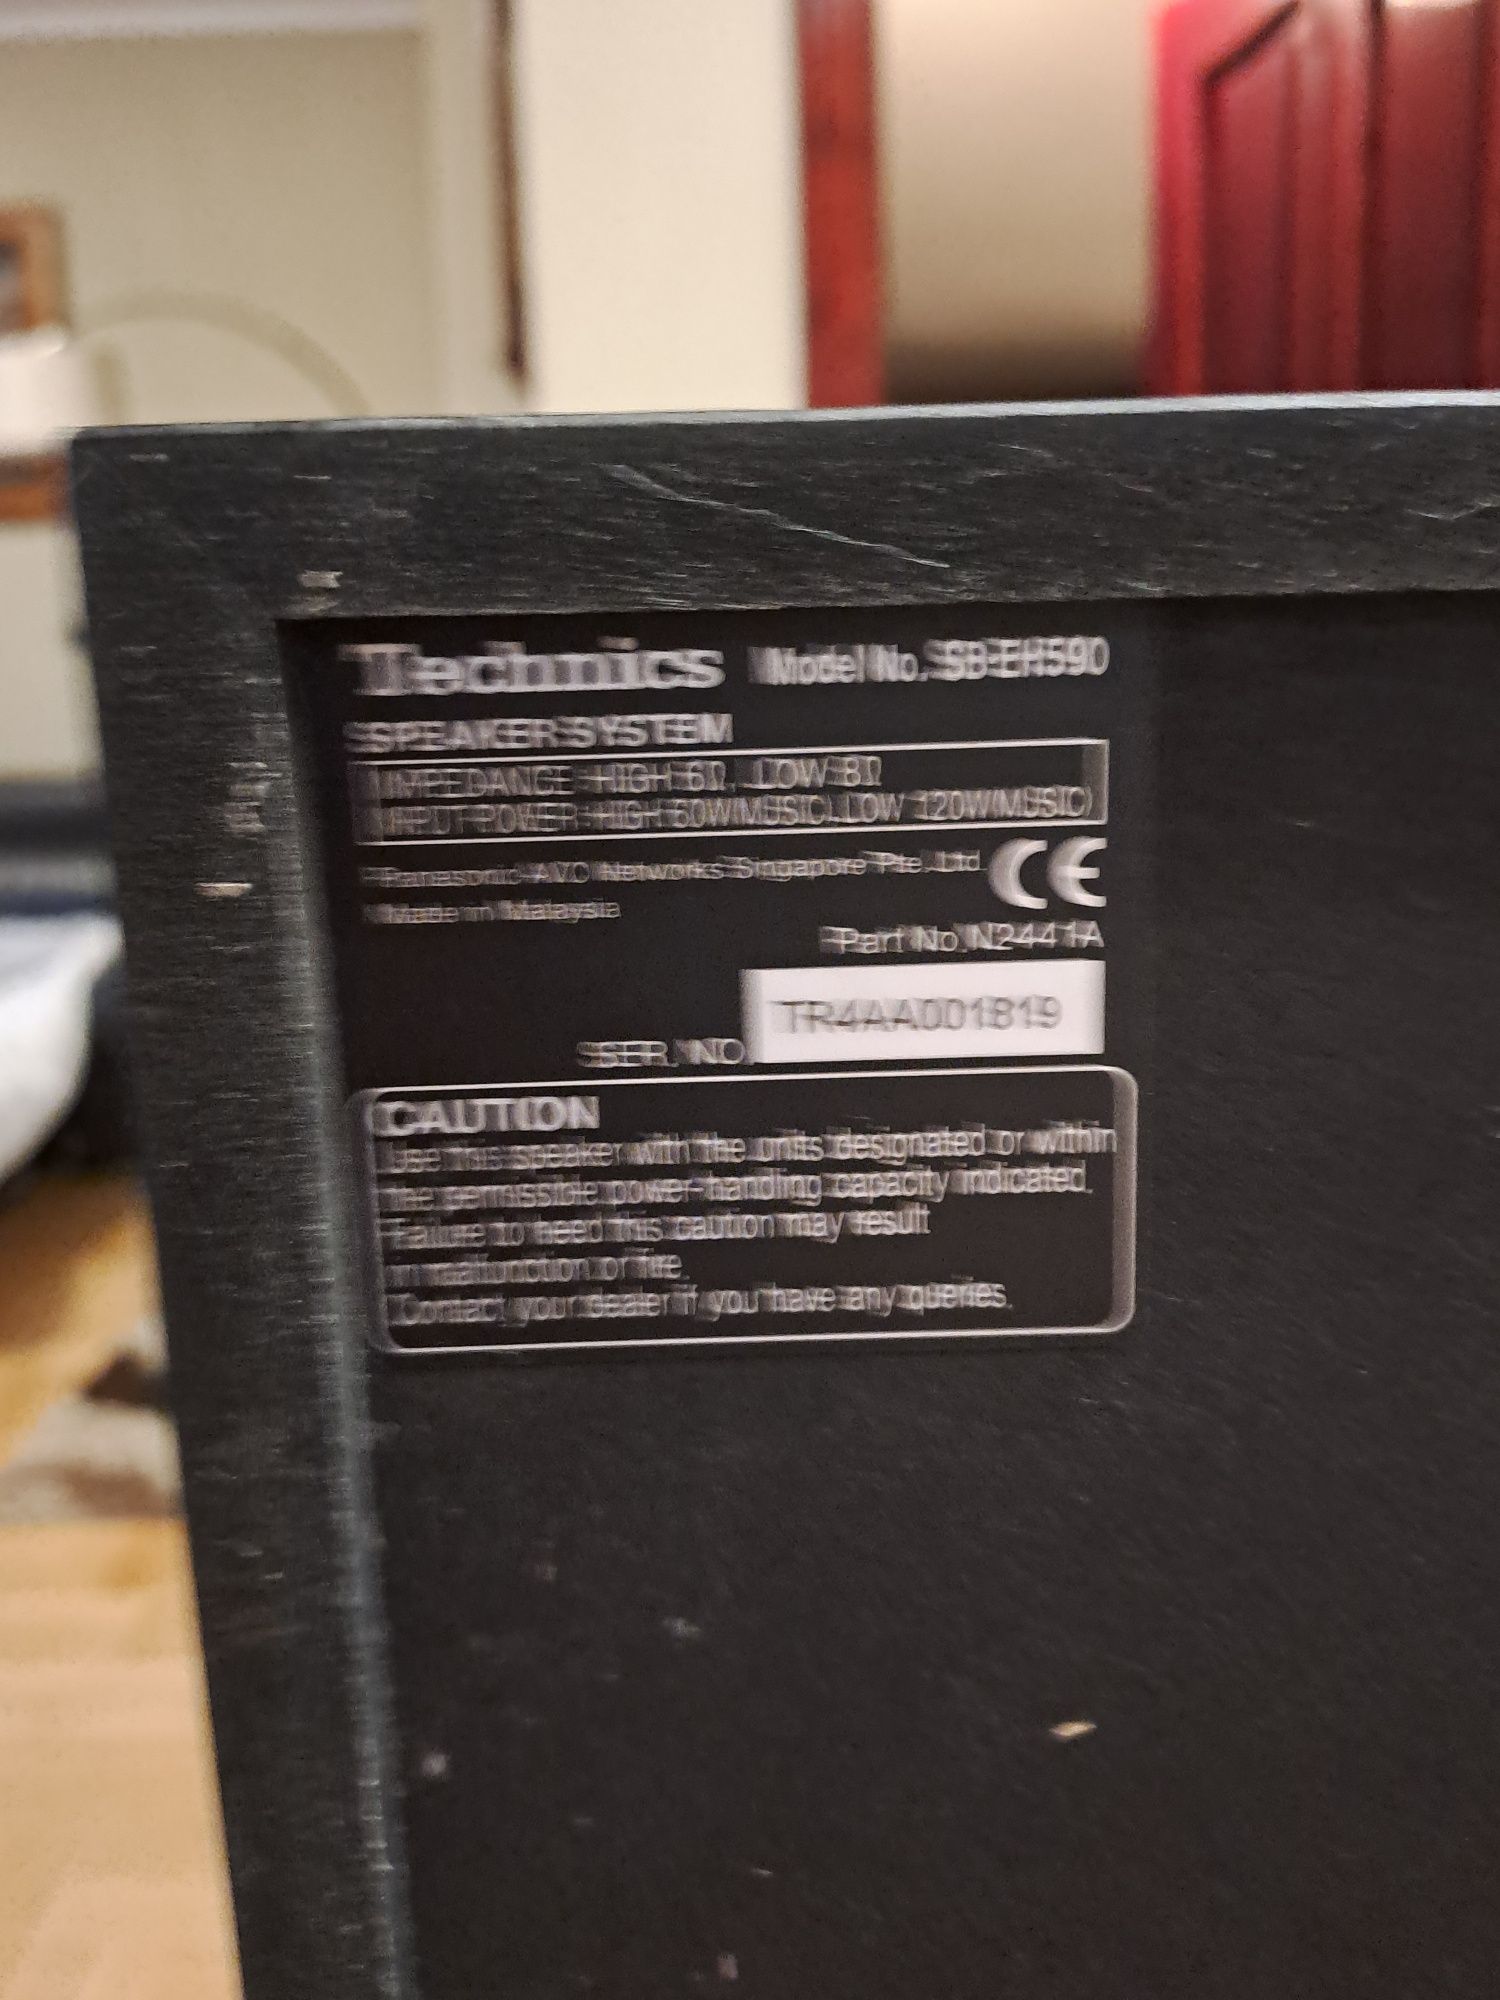 Technics Model No. SB-EH590
SPEAKER SYSTEM
IMPEDANCE HIGH 6Ω, LOW 8Ω
INPUT POWER HIGH 60W(MUSIC), LOW 120W(MUSIC)
Panasonic AVC Networks Singapore Pte. Ltd
Made in Malaysia
CE
Part No. N2441A
TR4AA001819
SER. NO.
CAUTION
Use this speaker with the units designated or within
the permissible power-handling capacity indicated.
Failure to heed this caution may result
in malfunction or fire.
Contact your dealer if you have any queries.